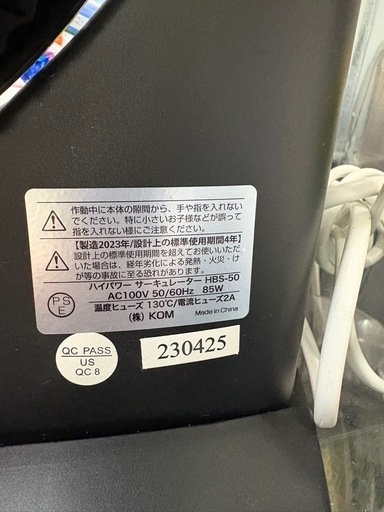 作動中に本体の隙間から、手や指を入れない
でください。特に小さいお子様などが誤って
指を入れない様にご注意ください。
【製造2023年/設計上の標準使用期間4年】
設計上の標準使用期間を超えてお使いいただ
いた場合は、経年劣化による発熱・火災・け
が等の事故に至る恐れがあります。
ハイパワー サーキュレーター HBS-50
AC100V 50/60Hz 85W
温度ヒューズ 130℃/電流ヒューズ2A
(株) KOM
Made in China
PS
E
QC PASS
US
QC 8
230425